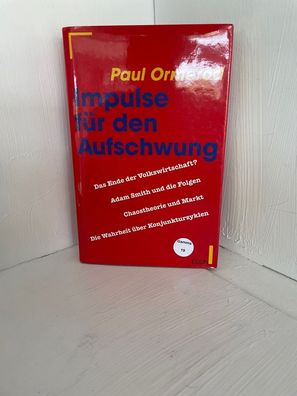 Paul Ormerod
Impulse
für den
Aufschwung
Das Ende der Volkswirtschaft?
Adam Smith und die Folgen
Chaostheorie und Markt
Die Wahrheit über Konjunkturzyklen